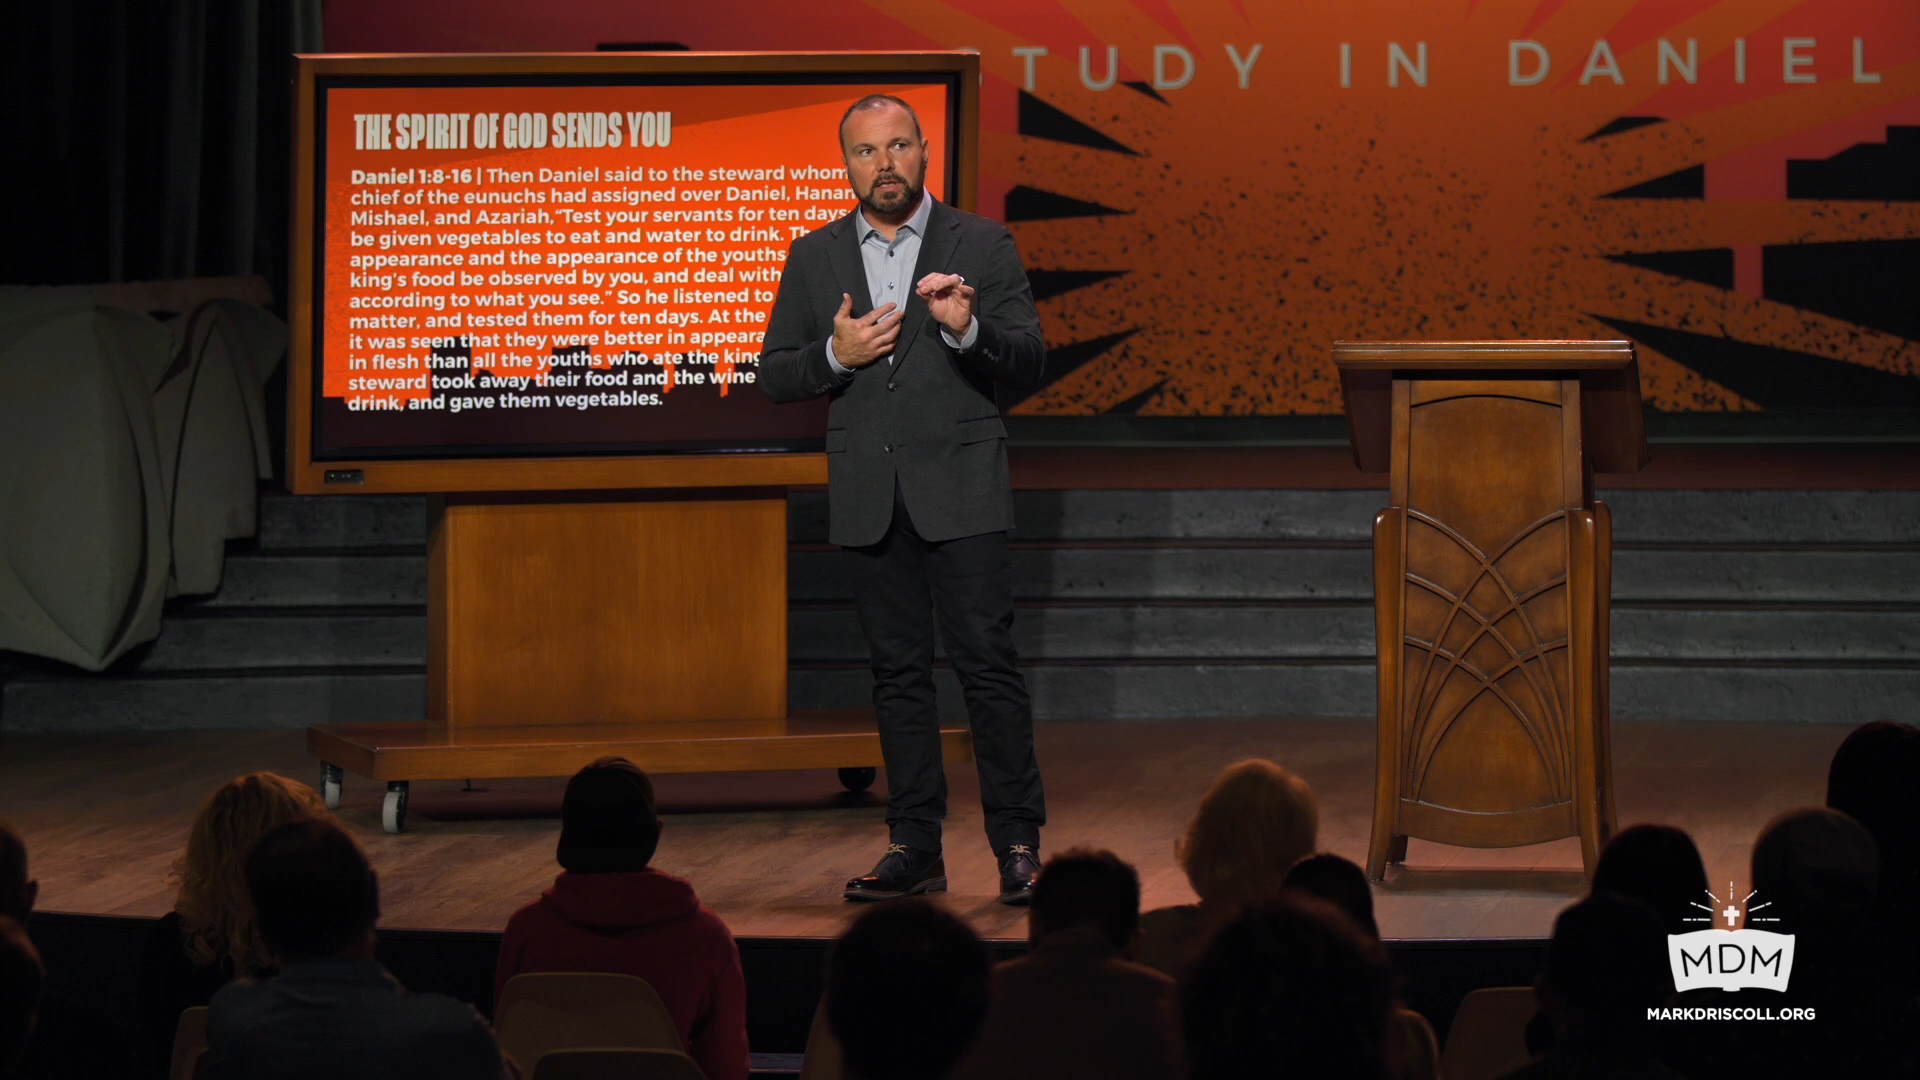 STUDY IN DANIEL
THE SPIRIT OF GOD SENDS YOU
Daniel 1:8-16 | Then Daniel said to the steward whom
chief of the eunuchs had assigned over Daniel,
Mishael, and Azariah, “Test your servants for ten days
be given vegetables to eat and water to drink.
appearance and the appearance of the youths
king’s food be observed by you, and deal with
according to what you see.” So he listened to
matter, and tested them for ten days. At the
it was seen that they were better in
in flesh than all the youths who ate the
steward took away their food and the wine
drink, and gave them vegetables.
MDM
MARKDRISCOLL.ORG